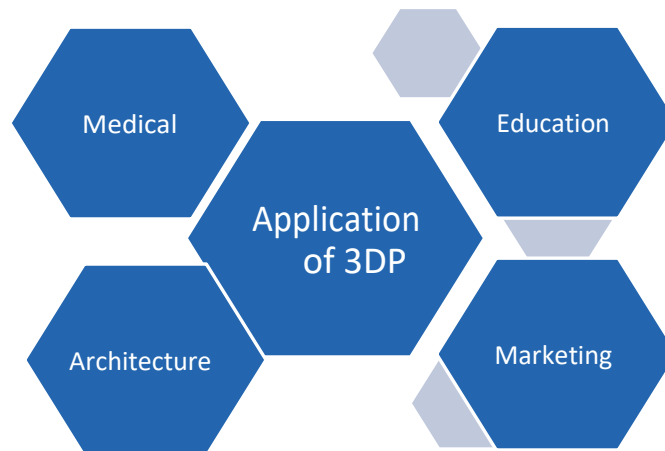 Medical
Education
Application
of 3DP
Architecture
Marketing